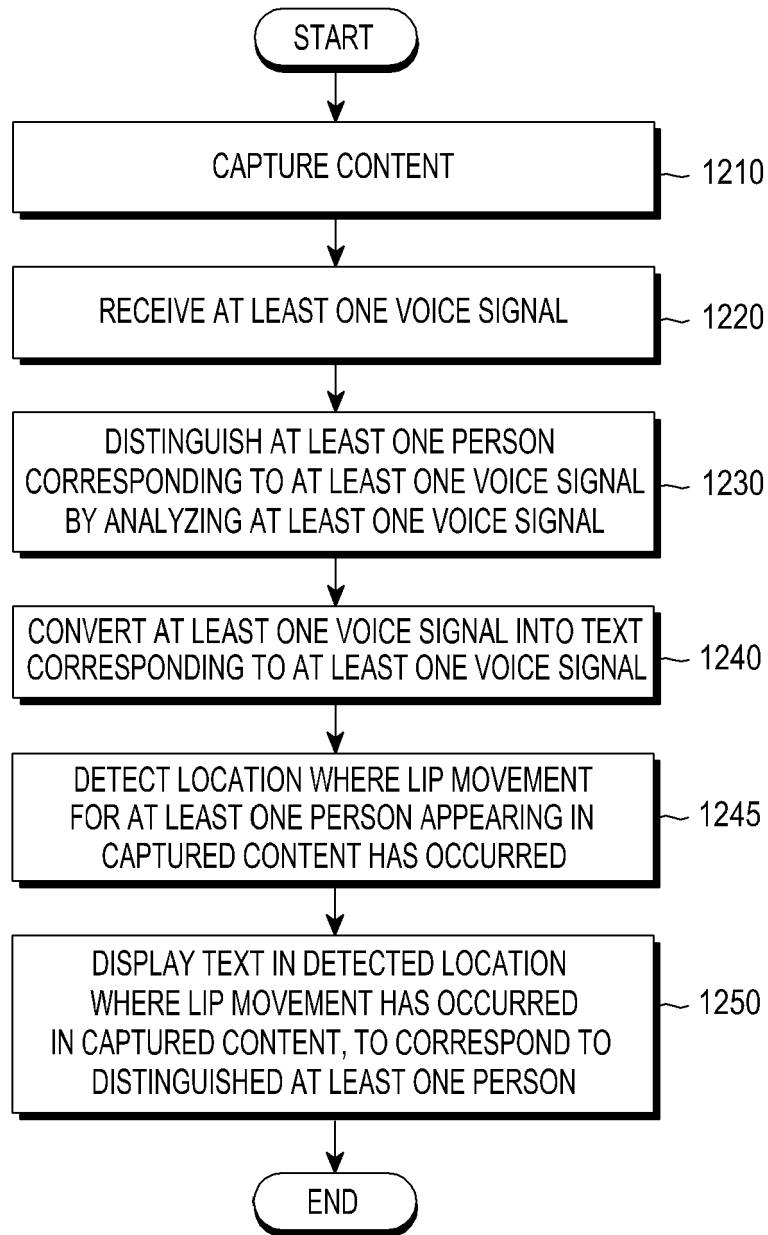 START
CAPTURE CONTENT
1210
RECEIVE AT LEAST ONE VOICE SIGNAL
1220
DISTINGUISH AT LEAST ONE PERSON
CORRESPONDING TO AT LEAST ONE VOICE SIGNAL
BY ANALYZING AT LEAST ONE VOICE SIGNAL
1230
CONVERT AT LEAST ONE VOICE SIGNAL INTO TEXT
CORRESPONDING TO AT LEAST ONE VOICE SIGNAL
1240
DETECT LOCATION WHERE LIP MOVEMENT
FOR AT LEAST ONE PERSON APPEARING IN
CAPTURED CONTENT HAS OCCURRED
1245
DISPLAY TEXT IN DETECTED LOCATION
WHERE LIP MOVEMENT HAS OCCURRED
IN CAPTURED CONTENT, TO CORRESPOND TO
DISTINGUISHED AT LEAST ONE PERSON
1250
END